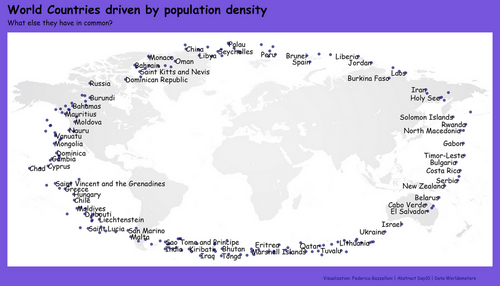 World Countries driven by population density
What else they have in common?
Palau
China
Seychelles
Monaco
Libya
Peru
Brunei
Liberia
Oman
Spain
Jordan
Bahrain
Laos
Saint Kitts and Nevis
Burkina Faso
Dominican Republic
Russia
Iran
Burundi
Holy See
Bahamas
Mauritius
Solomon Islands
Moldova
Rwanda
Nauru
North Macedonia
Vanuatu
Mongolia
Gabon
Dominica
Timor-Leste
Gambia
Bulgaria
Chad
Cyprus
Costa Rica
Serbia
Saint Vincent and the Grenadines
New Zealand
Greece
Hungary
Belarus
Chile
Cabo Verde
Maldives
El Salvador
Djibouti
Liechtenstein
Israel
Saint Lucia
San Marino
Ukraine
Malta
Sao Tome and Principe
Eritrea
Qatar
Lithuania
India
Kiribati
Bhutan
Marshall Islands
Tuvalu
Iraq
Tonga
Visualization: Federica Gazzelloni | Abstract Day20 | Data Worldometers